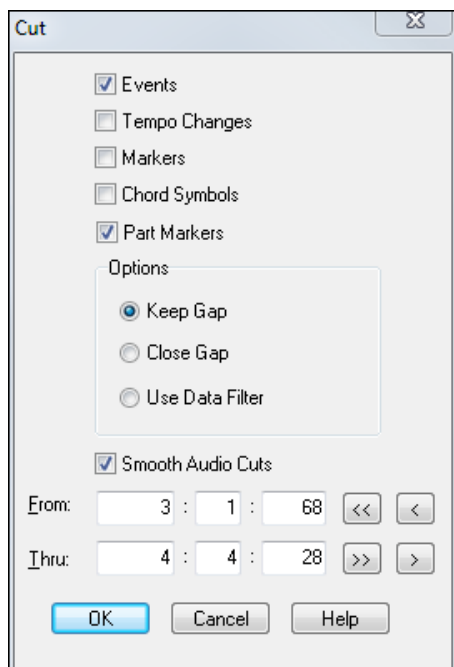 Cut
Events
Tempo Changes
Markers
Chord Symbols
Part Markers
Options
Keep Gap
Close Gap
Use Data Filter
Smooth Audio Cuts
From: 3 : 1 : 68 << <
Thru: 4 : 4 : 28 >> >
OK Cancel Help